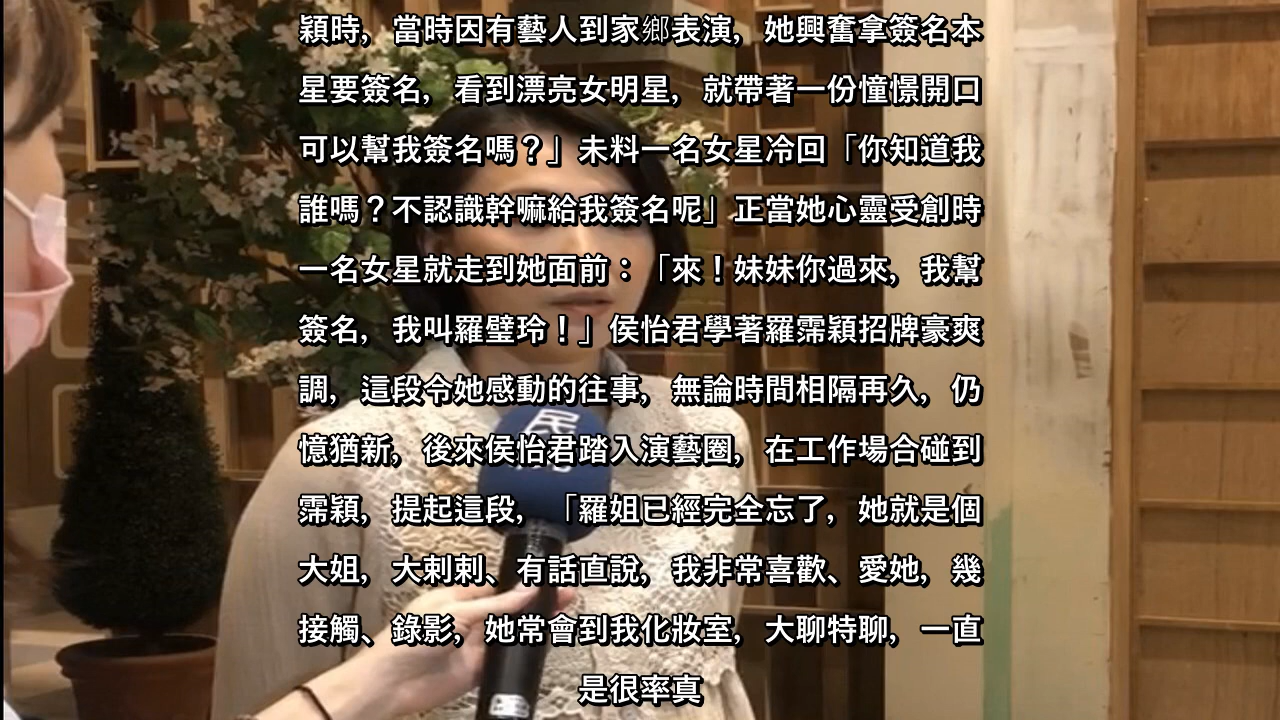 穎時，當時因有藝人到家鄉表演，她興奮拿簽名本
星要簽名，看到漂亮女明星，就帶著一份憧憬開口
可以幫我簽名嗎？」未料一名女星冷回「你知道我
誰嗎？不認識幹嘛給我簽名呢」正當她心靈受創時
一名女星就走到她面前：「來！妹妹你過來，我幫
簽名，我叫羅璧玲！」侯怡君學著羅霈穎招牌豪爽
調，這段令她感動的往事，無論時間相隔再久，仍
憶猶新，後來侯怡君踏入演藝圈，在工作場合碰到
霈穎，提起這段，「羅姐已經完全忘了，她就是個
大姐，大剌剌、有話直說，我非常喜歡、愛她，幾
接觸、錄影，她常會到我化妝室，大聊特聊，一直
是很率真
民